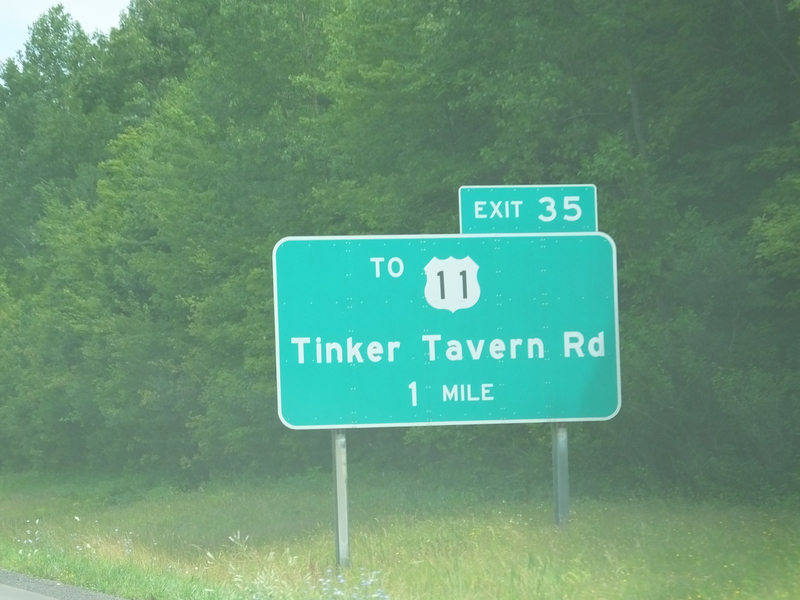 EXIT 35
TO 11
Tinker Tavern Rd
1 MILE